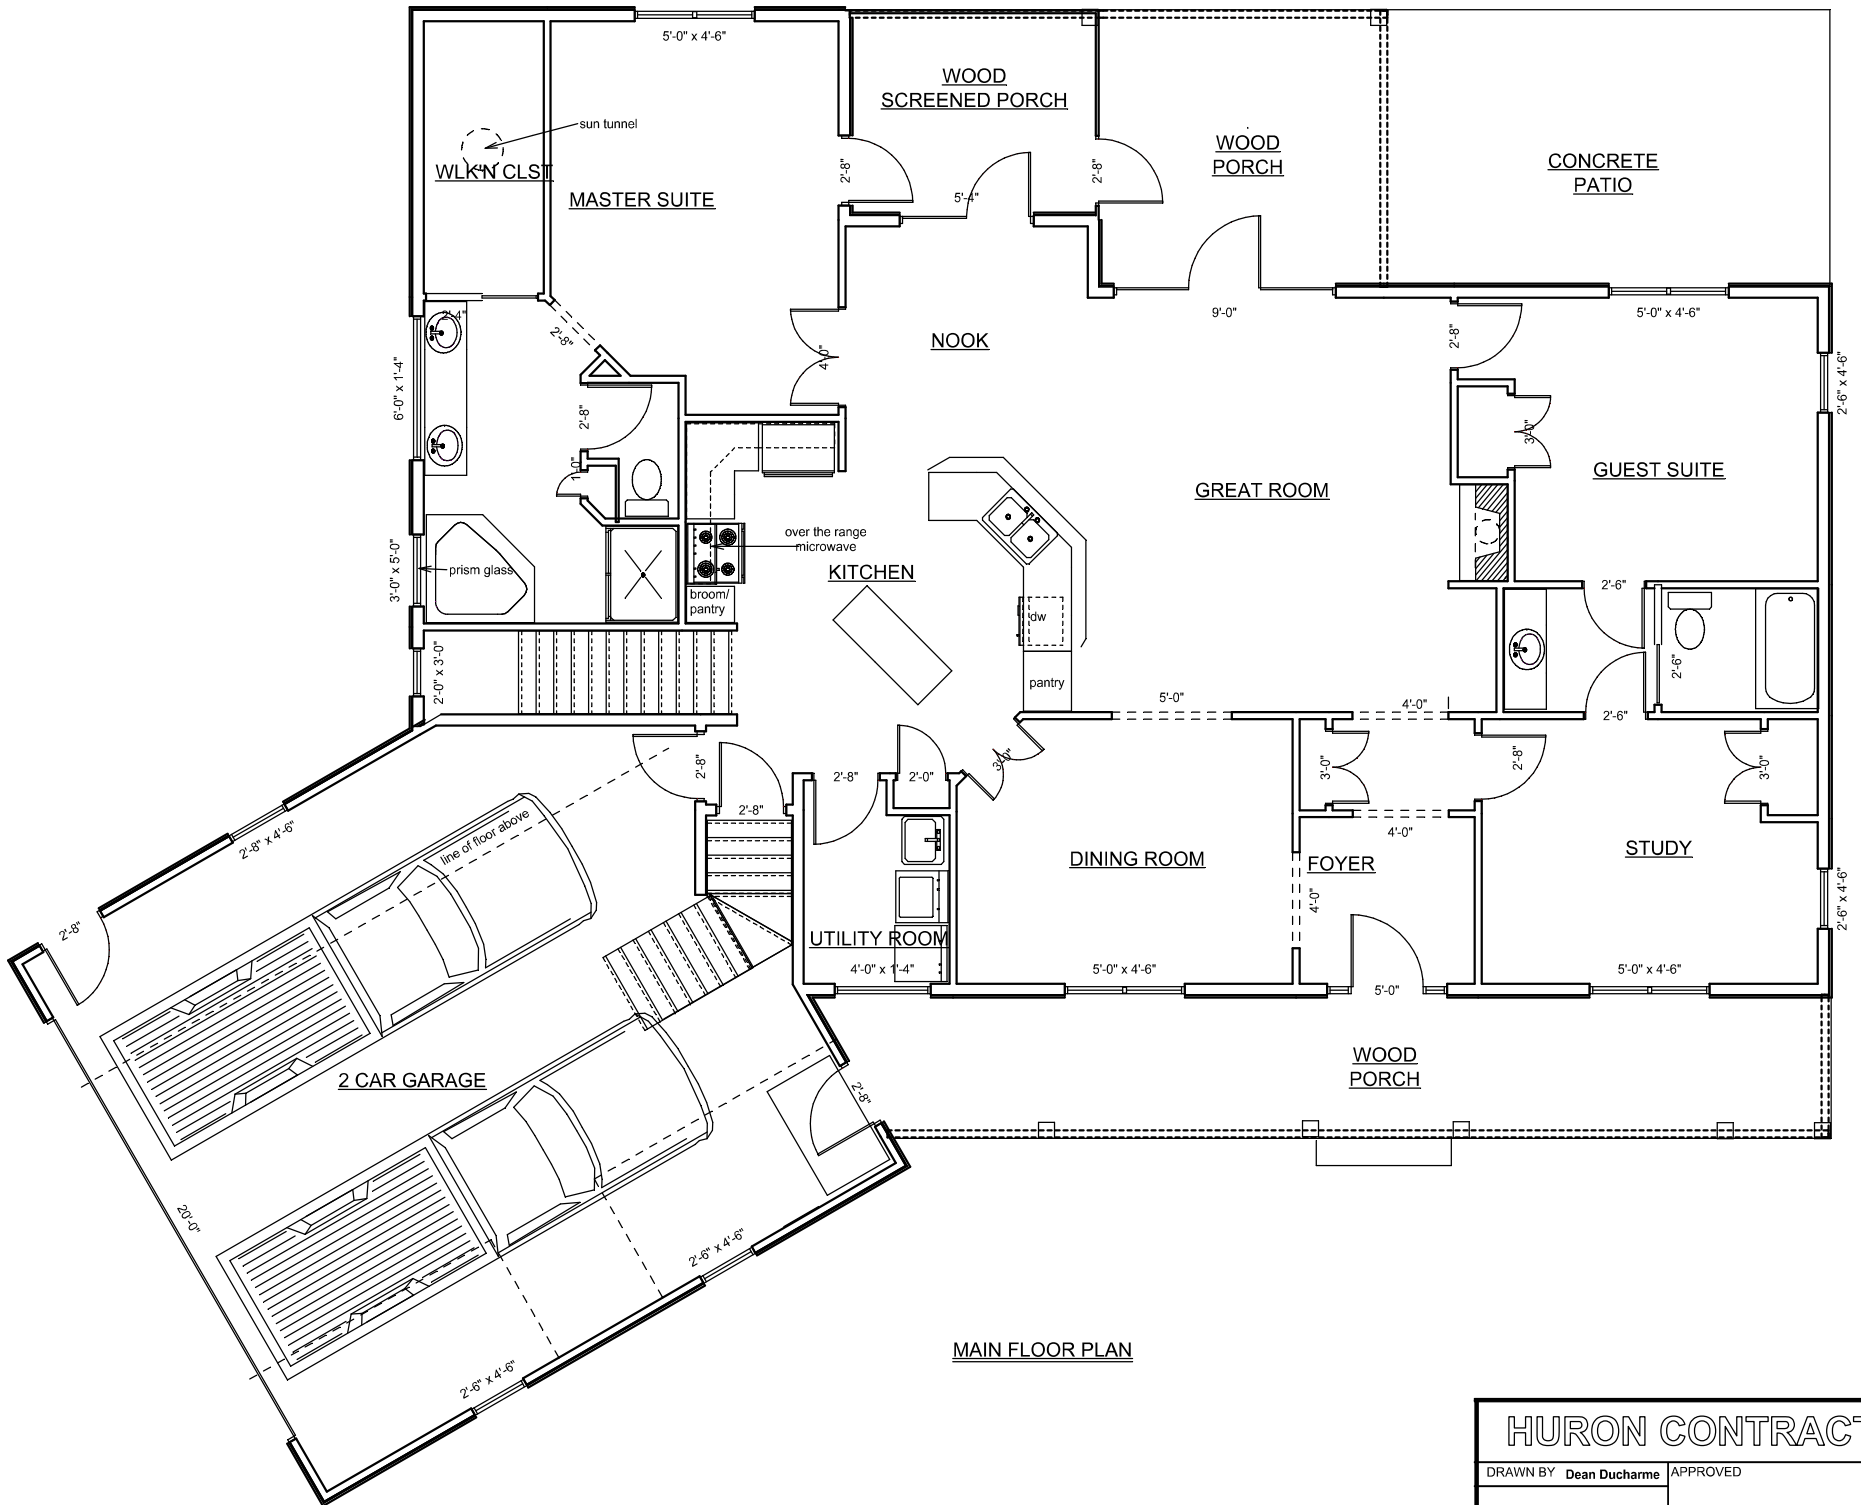 5'-0" x 4'-6"
WOOD
SCREENED PORCH
sun tunnel
WOOD
PORCH
CONCRETE
PATIO
WLK'N CLST
2'-8"
2'-8"
MASTER SUITE
5'-4"
2'-4"
9'-0"
5'-0" x 4'-6"
2'-8"
2'-8"
NOOK
4'-0"
6'-0" x 1'-4"
2'-6" x 4'-6"
2'-8"
3'-0"
1'-0"
GUEST SUITE
GREAT ROOM
over the range
microwave
3'-0" x 5'-0"
prism glass
KITCHEN
2'-6"
broom/
pantry
dw
2'-0" x 3'-0"
2'-6"
pantry
5'-0"
4'-0"
2'-6"
2'-8"
3'-0"
3'-0"
2'-8"
3'-0"
2'-8"
2'-0"
2'-8"
line of floor above
2'-8" x 4'-6"
4'-0"
DINING ROOM
FOYER
STUDY
4'-0"
2'-6" x 4'-6"
2'-8"
UTILITY ROOM
4'-0" x 1'-4"
5'-0" x 4'-6"
5'-0"
5'-0" x 4'-6"
WOOD
PORCH
2 CAR GARAGE
2'-8"
20'-0"
2'-6" x 4'-6"
2'-6" x 4'-6"
MAIN FLOOR PLAN
HURON CONTRACT
DRAWN BY Dean Ducharme APPROVED